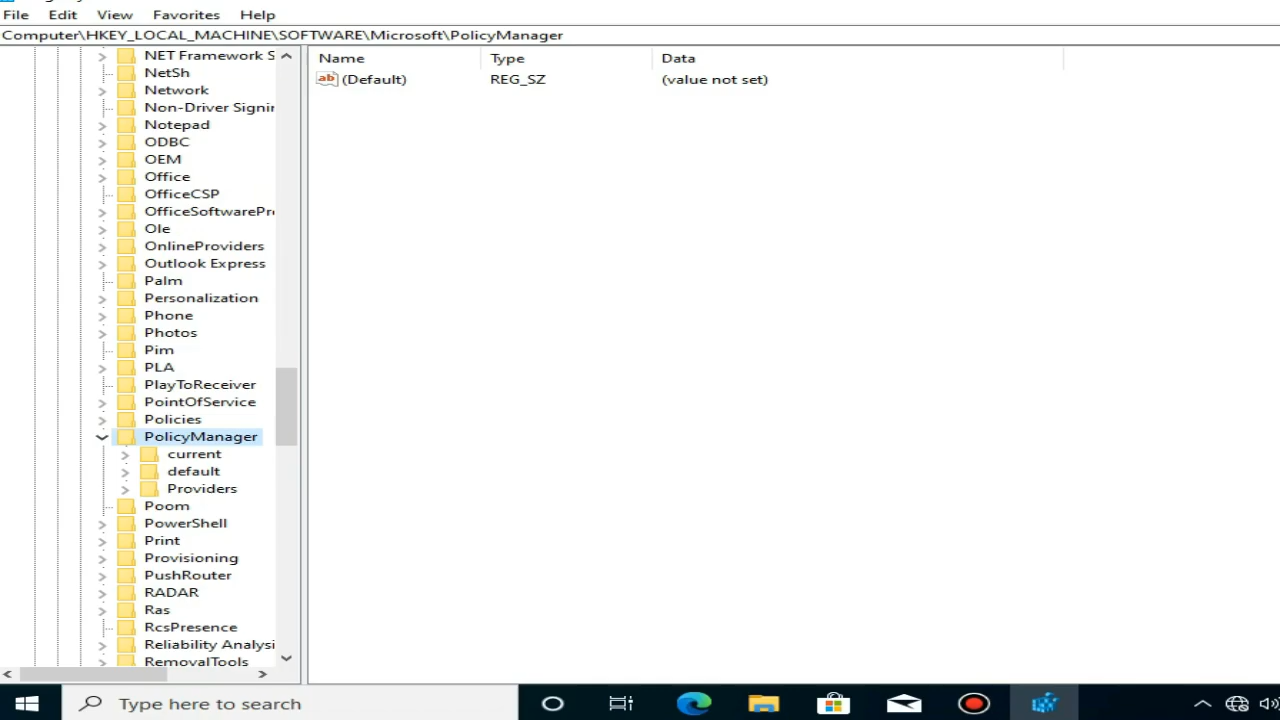 File Edit View Favorites Help
Computer\HKEY_LOCAL_MACHINE\SOFTWARE\Microsoft\PolicyManager
NET Framework S
NetSh
Network
Non-Driver Signir
Notepad
ODBC
OEM
Office
OfficeCSP
OfficeSoftwarePr
Ole
OnlineProviders
Outlook Express
Palm
Personalization
Phone
Photos
Pim
PLA
PlayToReceiver
PointOfService
Policies
PolicyManager
current
default
Providers
Poom
PowerShell
Print
Provisioning
PushRouter
RADAR
Ras
RcsPresence
Reliability Analysi
RemovalTools
Name Type Data
ab (Default) REG_SZ (value not set)
Type here to search